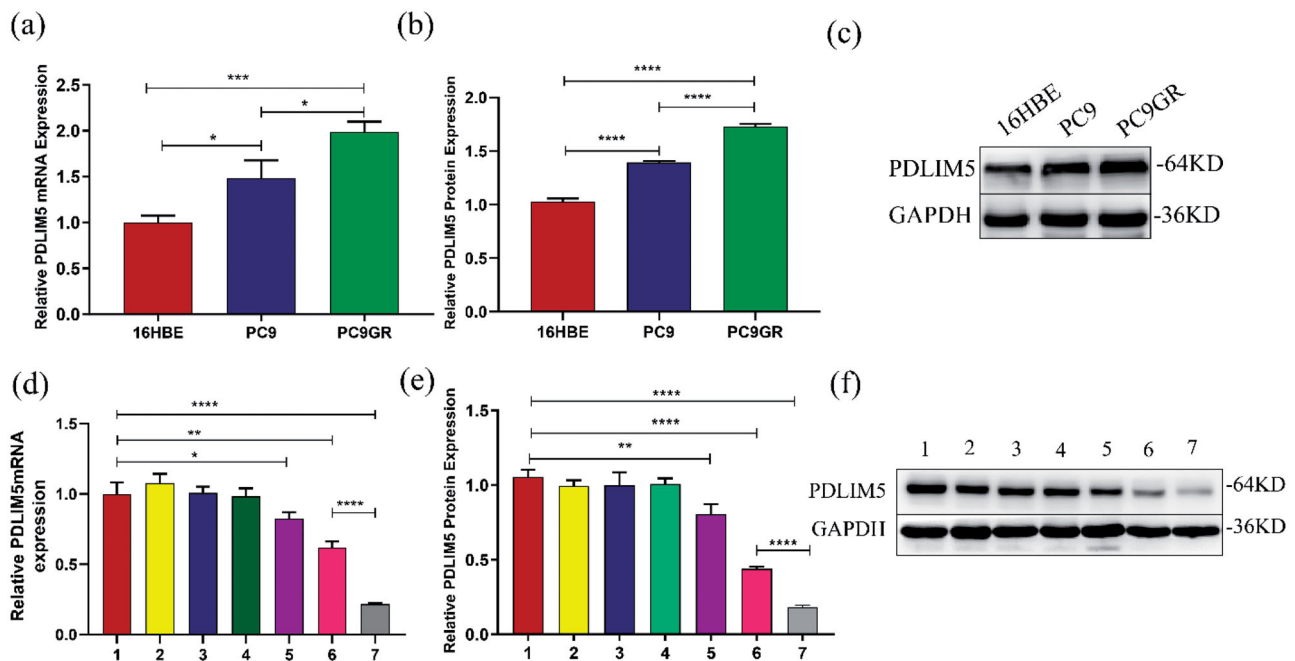 (a)
Relative PDLIM5 mRNA Expression
2.5
2.0
1.5
1.0
0.5
0.0
***
*
*
16HBE PC9 PC9GR
(b)
Relative PDLIM5 Protein Expression
2.0
1.5
1.0
0.5
0.0
****
****
****
16HBE PC9 PC9GR
(c)
16HBE PC9 PC9GR
PDLIM5 -64KD
GAPDH -36KD
(d)
Relative PDLIM5mRNA
expression
1.5
1.0
0.5
0.0
****
**
*
****
1 2 3 4 5 6 7
(e)
Relative PDLIM5 Protein Expression
1.5
1.0
0.5
0.0
****
****
**
****
1 2 3 4 5 6 7
(f)
1 2 3 4 5 6 7
PDLIM5 -64KD
GAPDH -36KD